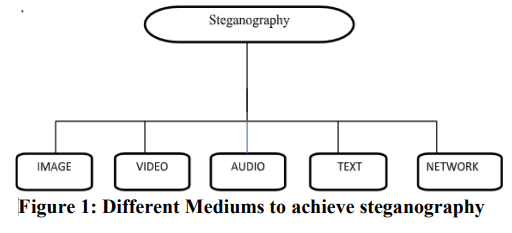 Steganography
IMAGE VIDEO AUDIO TEXT NETWORK
Figure 1: Different Mediums to achieve steganography